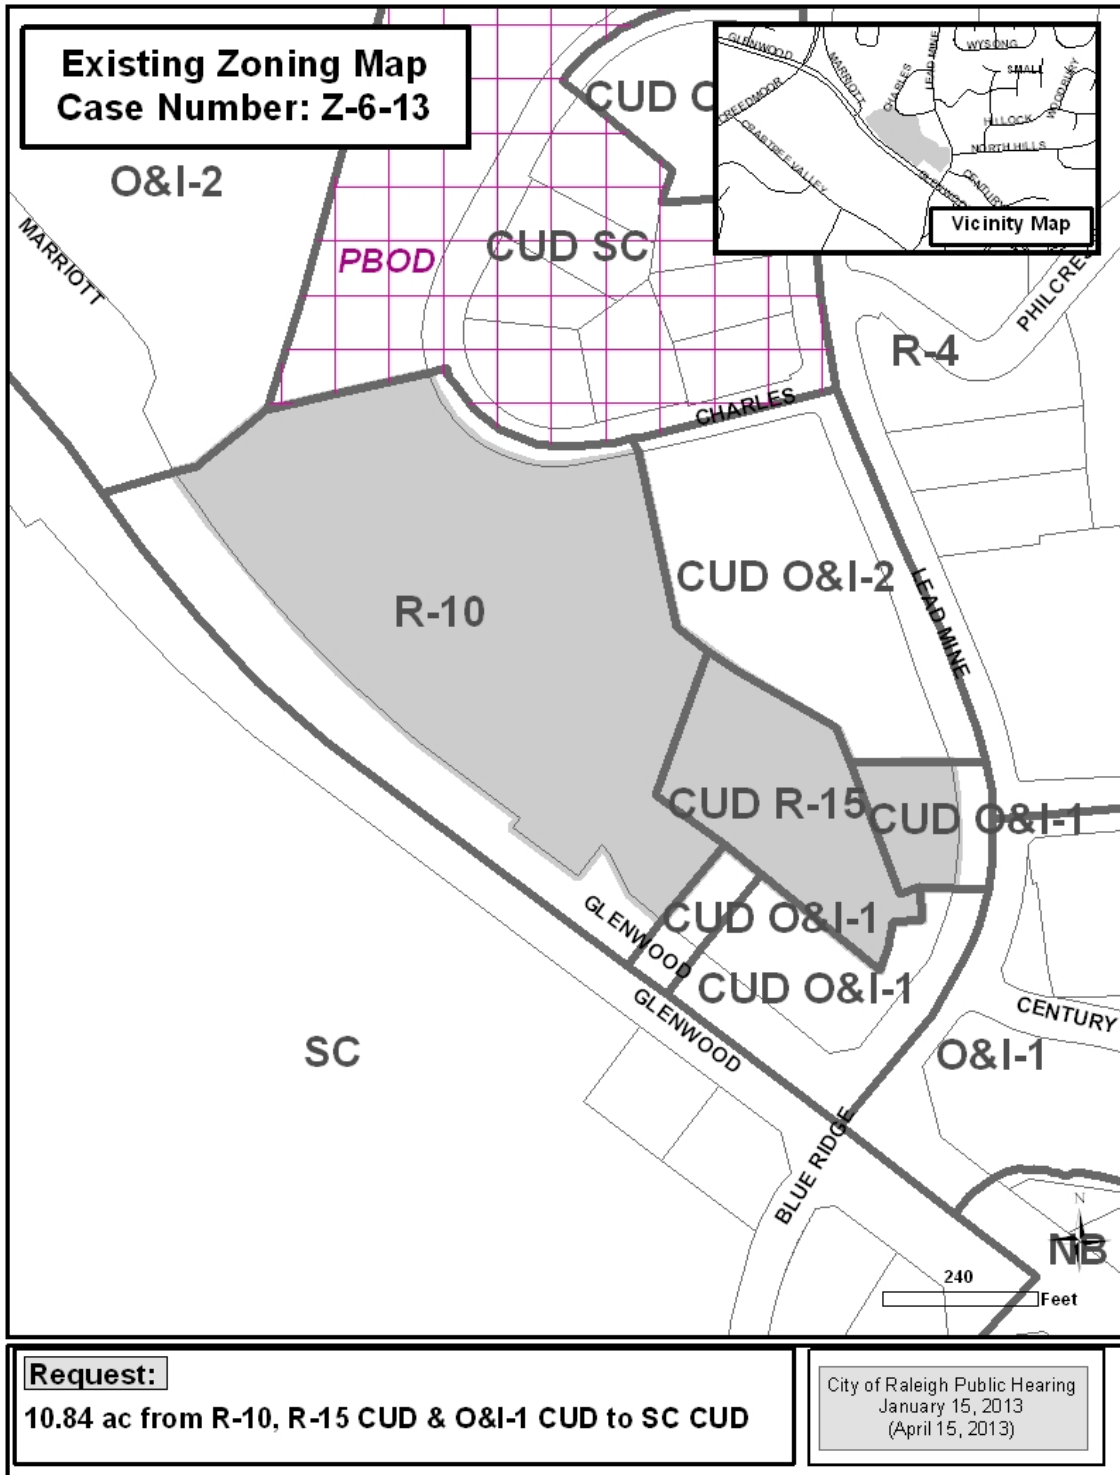 Existing Zoning Map
Case Number: Z-6-13
GLENWOOD
MARRIOTT
CHARLES
LEAD MINE
WYSONG
SMALL
WOODBURY
CREEDMOOR
CRABTREE VALLEY
HILLOCK
NORTH HILLS
GLENWOOD
CENTURY
Vicinity Map
CUD O
O&I-2
MARRIOTT
PBOD
CUD SC
PHILCRES
R-4
CHARLES
CUD O&I-2
R-10
LEAD MINE
CUD R-15
CUD O&I-1
GLENWOOD
CUD O&I-1
CUD O&I-1
GLENWOOD
CENTURY
SC
O&I-1
BLUE RIDGE
N
NB
240
Feet
Request:
10.84 ac from R-10, R-15 CUD & O&I-1 CUD to SC CUD
City of Raleigh Public Hearing
January 15, 2013
(April 15, 2013)